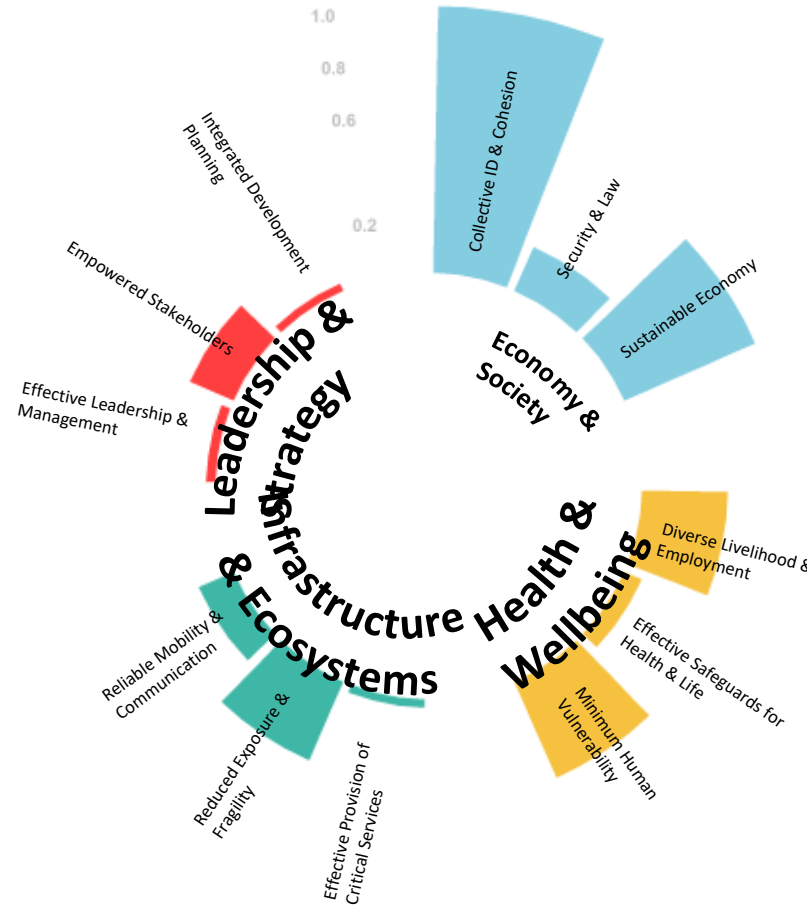 1.0
0.8
0.6
0.2
Collective ID & Cohesion
Security & Law
Sustainable Economy
Economy &
Society
Diverse Livelihood &
Employment
Effective Safeguards for
Health & Life
Minimum Human
Vulnerability
Health &
Wellbeing
Effective Provision of
Critical Services
Reduced Exposure &
Fragility
Reliable Mobility &
Communication
Infrastructure
& Ecosystems
Effective Leadership &
Management
Empowered Stakeholders
Integrated Development
Planning
Leadership &
Strategy